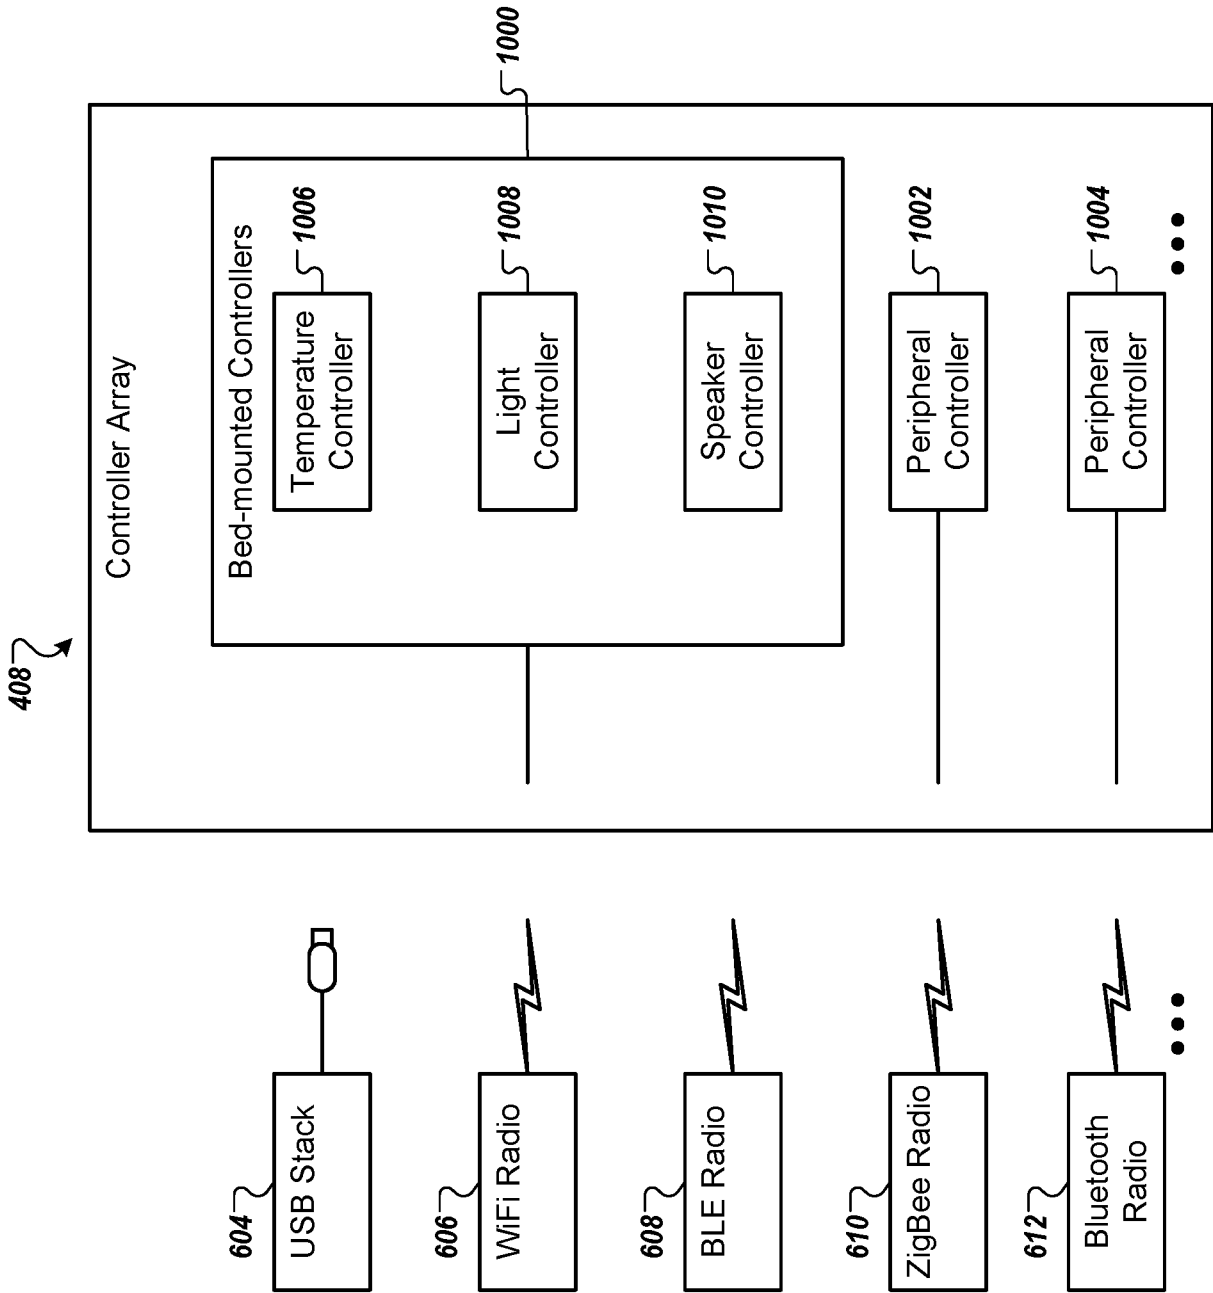 408
Controller Array
1000
Bed-mounted Controllers
604
USB Stack
Temperature
Controller
1006
606
WiFi Radio
Light
Controller
1008
608
BLE Radio
Speaker
Controller
1010
610
ZigBee Radio
Peripheral
Controller
1002
612
Bluetooth
Radio
Peripheral
Controller
1004